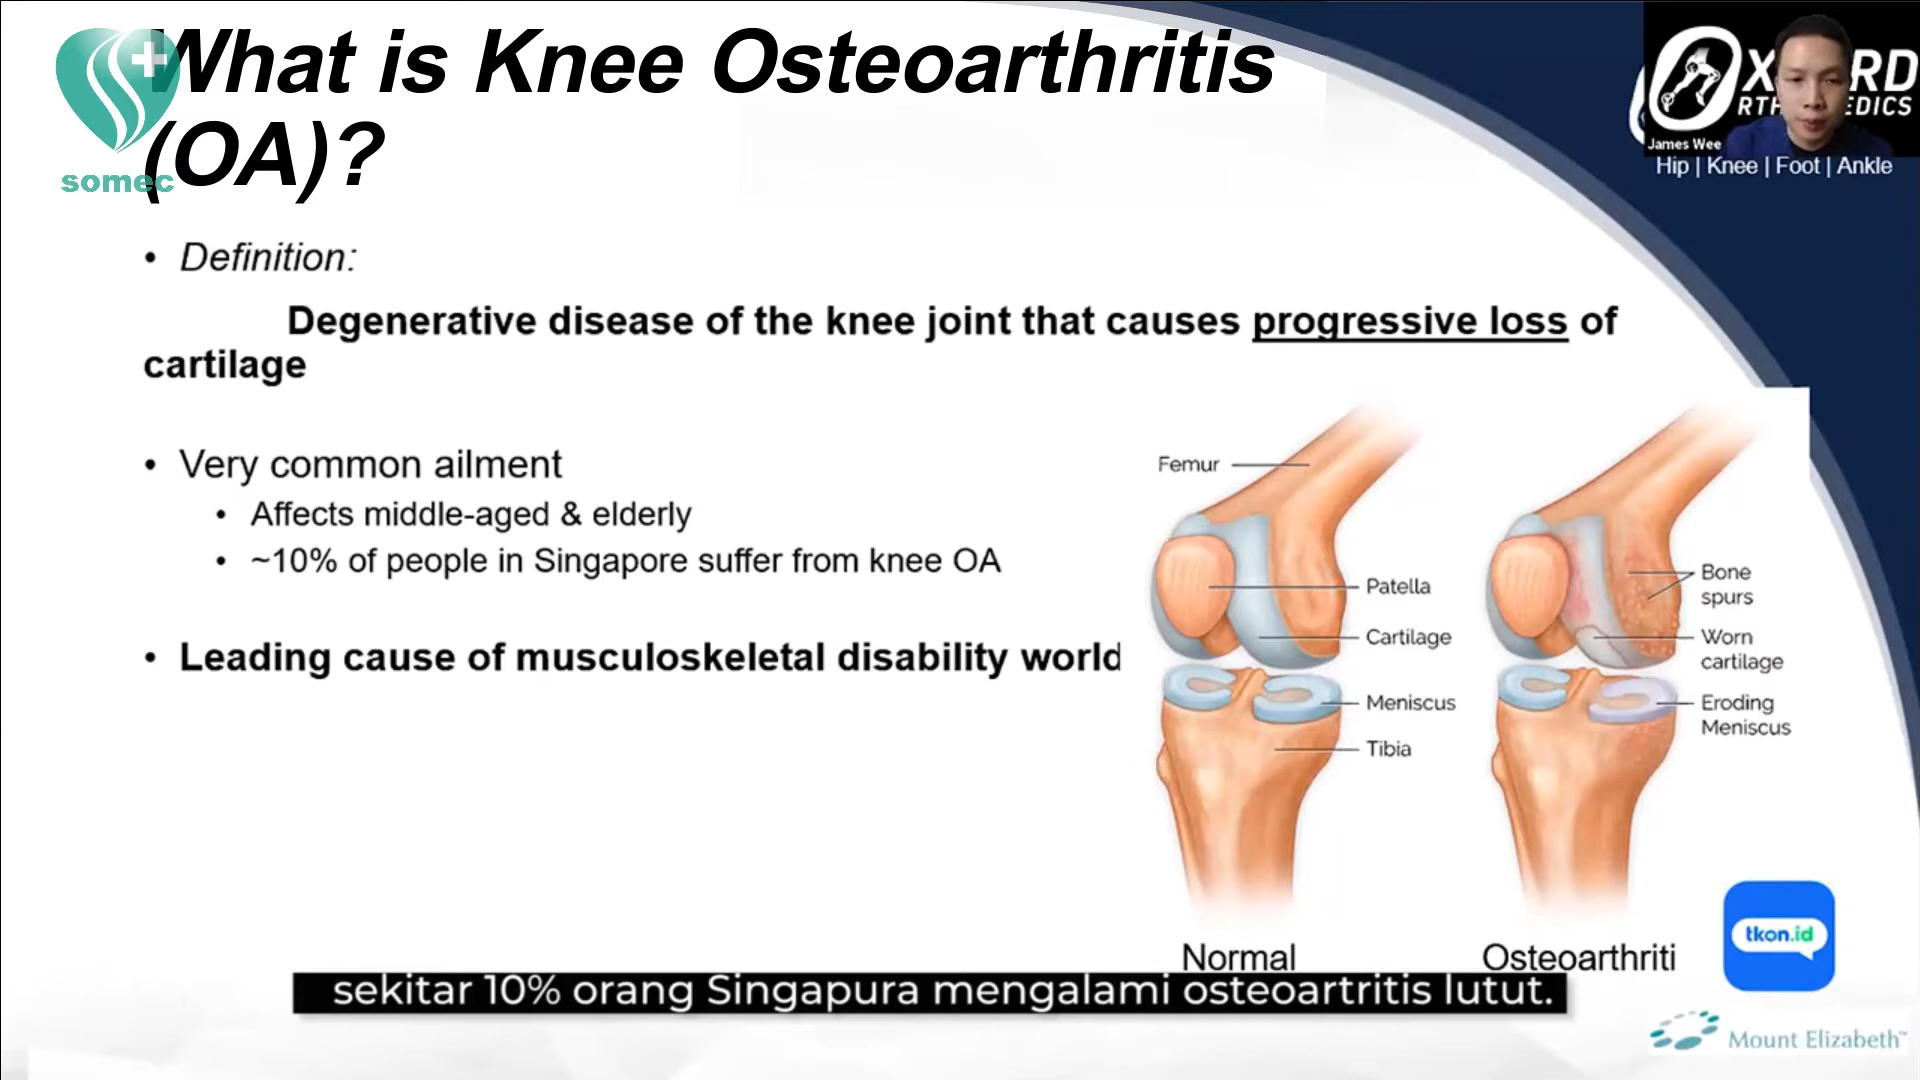 What is Knee Osteoarthritis
(OA)?
somec
James Wee
Hip | Knee | Foot | Ankle
• Definition:
Degenerative disease of the knee joint that causes progressive loss of
cartilage
• Very common ailment
• Affects middle-aged & elderly
• ~10% of people in Singapore suffer from knee OA
• Leading cause of musculoskeletal disability world
Femur
Patella
Cartilage
Meniscus
Tibia
Bone
spurs
Worn
cartilage
Eroding
Meniscus
Normal
Osteoarthriti
tkon.id
sekitar 10% orang Singapura mengalami osteoartritis lutut.
Mount Elizabeth